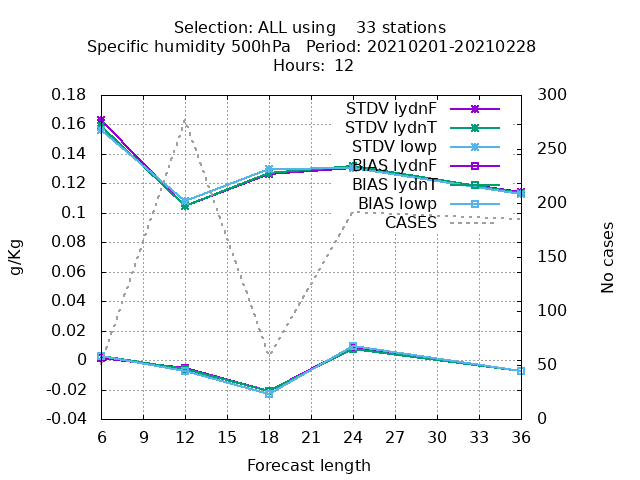 Selection: ALL using    33 stations
Specific humidity 500hPa   Period: 20210201-20210228
Hours:  12
0.18
0.16
0.14
0.12
0.1
0.08
0.06
0.04
0.02
0
-0.02
-0.04
g/Kg
STDV lydnF
STDV lydnT
STDV lowp
BIAS lydnF
BIAS lydnT
BIAS lowp
CASES
300
250
200
150
100
50
0
No cases
6 9 12 15 18 21 24 27 30 33 36
Forecast length